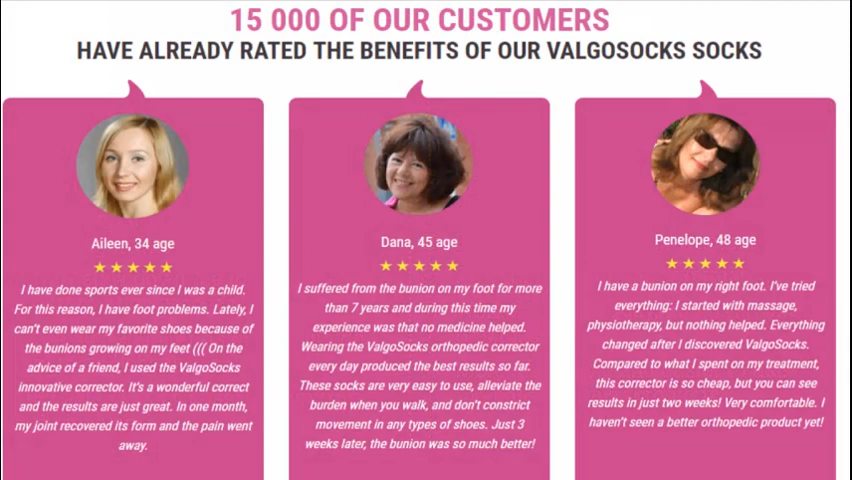 15 000 OF OUR CUSTOMERS
HAVE ALREADY RATED THE BENEFITS OF OUR VALGOSOCKS SOCKS
Aileen, 34 age
I have done sports ever since I was a child.
For this reason, I have foot problems. Lately, I
can't even wear my favorite shoes because of
the bunions growing on my feet ((( On the
advice of a friend, I used the ValgoSocks
innovative corrector. It's a wonderful correct
and the results are just great. In one month,
my joint recovered its form and the pain went
away.
Dana, 45 age
I suffered from the bunion on my foot for more
than 7 years and during this time my
experience was that no medicine helped.
Wearing the ValgoSocks orthopedic corrector
every day produced the best results so far.
These socks are very easy to use, alleviate the
burden when you walk, and don't constrict
movement in any types of shoes. Just 3
weeks later, the bunion was so much better!
Penelope, 48 age
I have a bunion on my right foot. I've tried
everything: I started with massage,
physiotherapy, but nothing helped. Everything
changed after I discovered ValgoSocks.
Compared to what I spent on my treatment,
this corrector is so cheap, but you can see
results in just two weeks! Very comfortable. I
haven't seen a better orthopedic product yet!